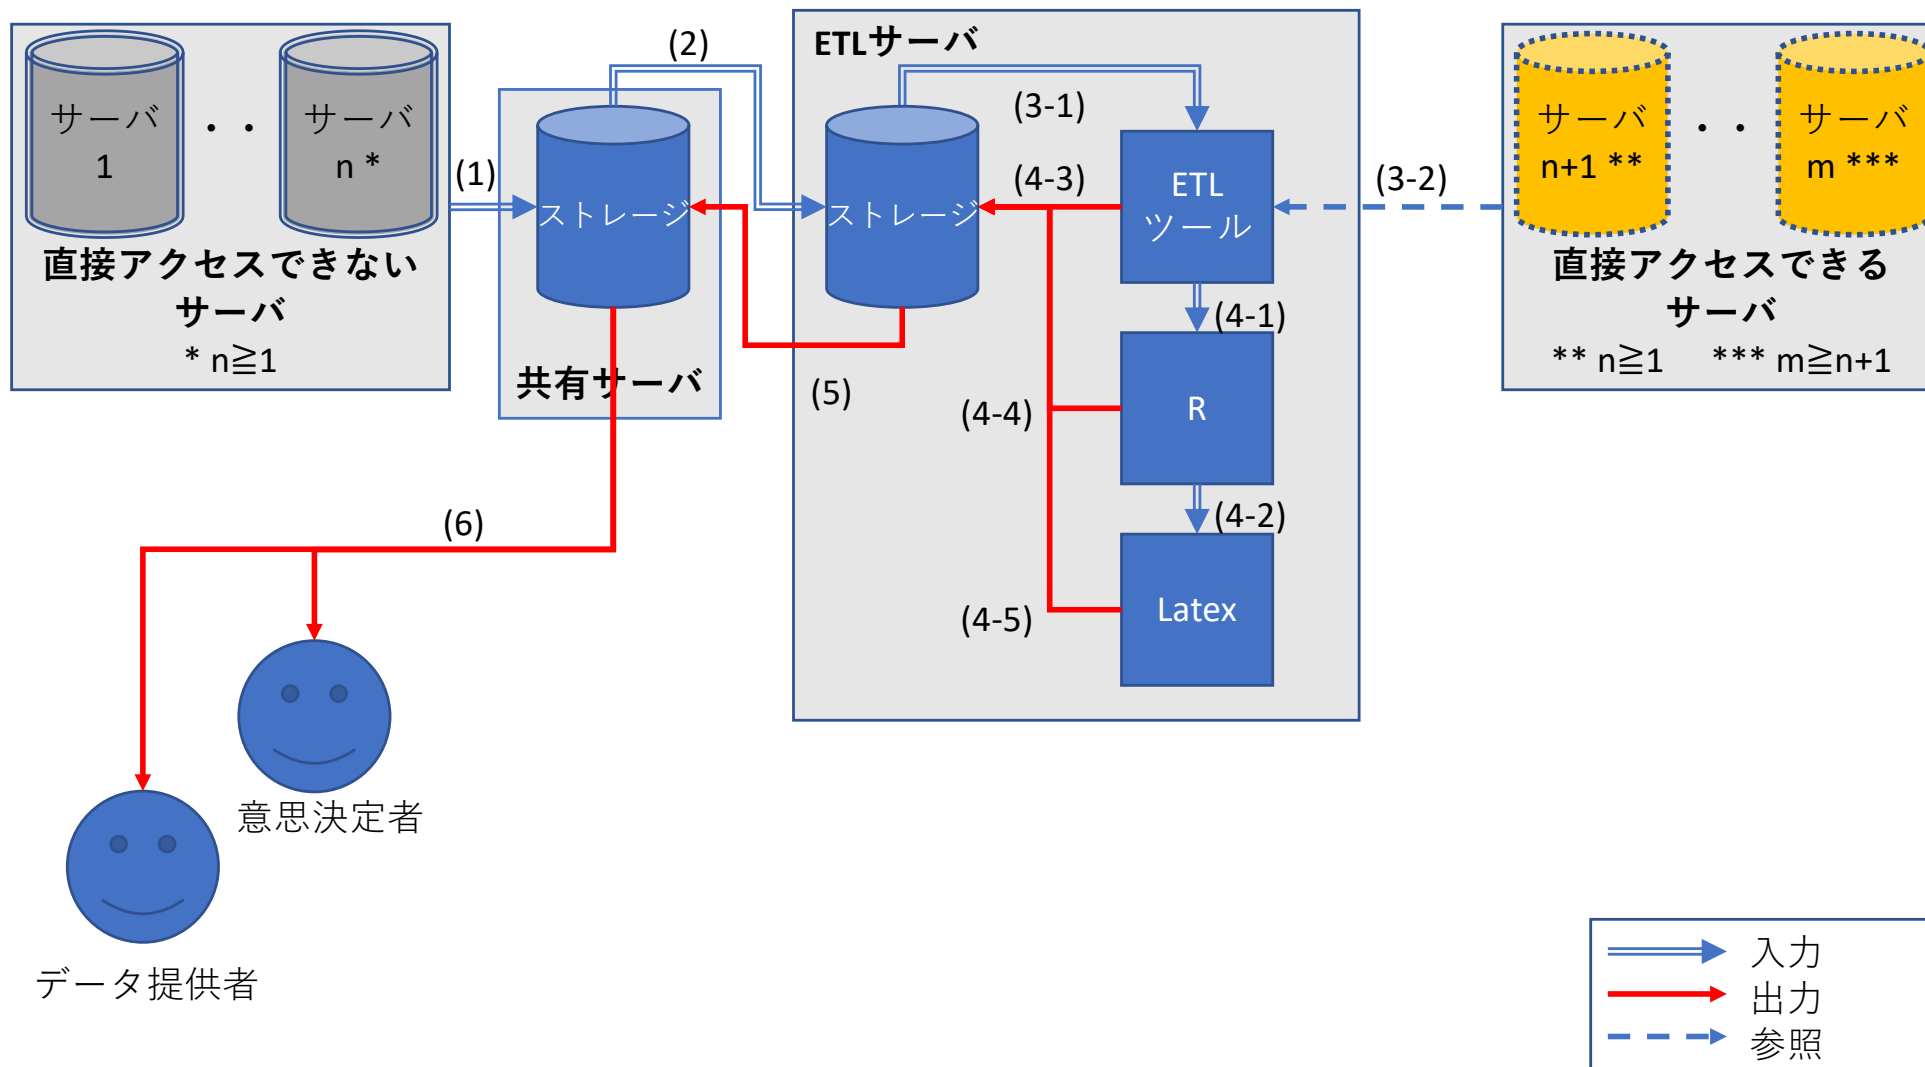 サーバ
1
・・
サーバ
n *
直接アクセスできない
サーバ
* n≧1
(1)
(2)
ストレージ
共有サーバ
ETLサーバ
ストレージ
(3-1)
(4-3)
ETL
ツール
(4-1)
(5)
(4-4)
R
(4-2)
(4-5)
Latex
(3-2)
サーバ
n+1 **
・・
サーバ
m ***
直接アクセスできる
サーバ
** n≧1 *** m≧n+1
(6)
意思決定者
データ提供者
入力
出力
参照